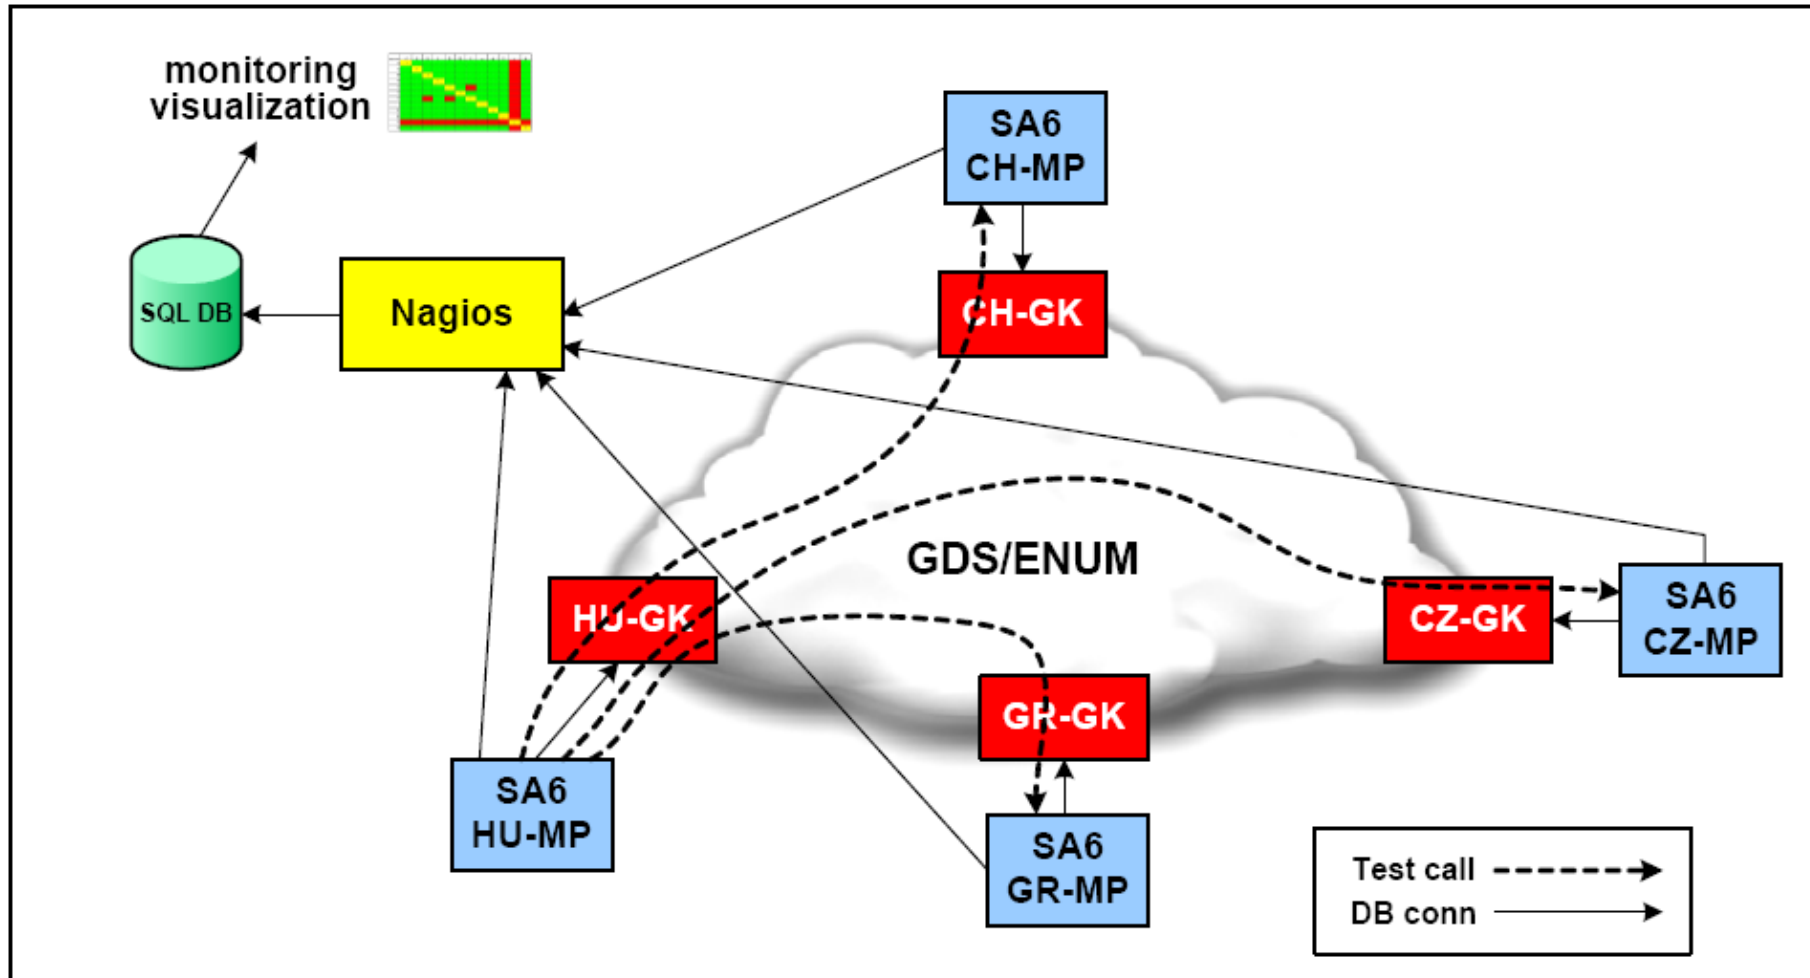 monitoring
visualization
SA6
CH-MP
SQL DB
Nagios
CH-GK
GDS/ENUM
HU-GK
CZ-GK
SA6
CZ-MP
GR-GK
SA6
HU-MP
SA6
GR-MP
Test call
DB conn